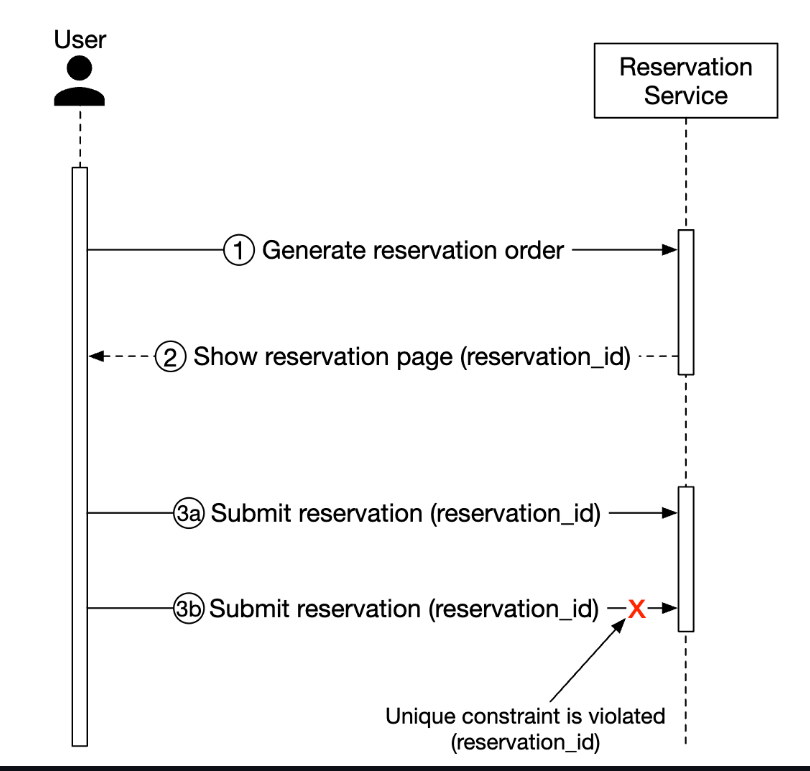 User
Reservation
Service
1 Generate reservation order
2 Show reservation page (reservation_id)
3a Submit reservation (reservation_id)
3b Submit reservation (reservation_id) X
Unique constraint is violated
(reservation_id)